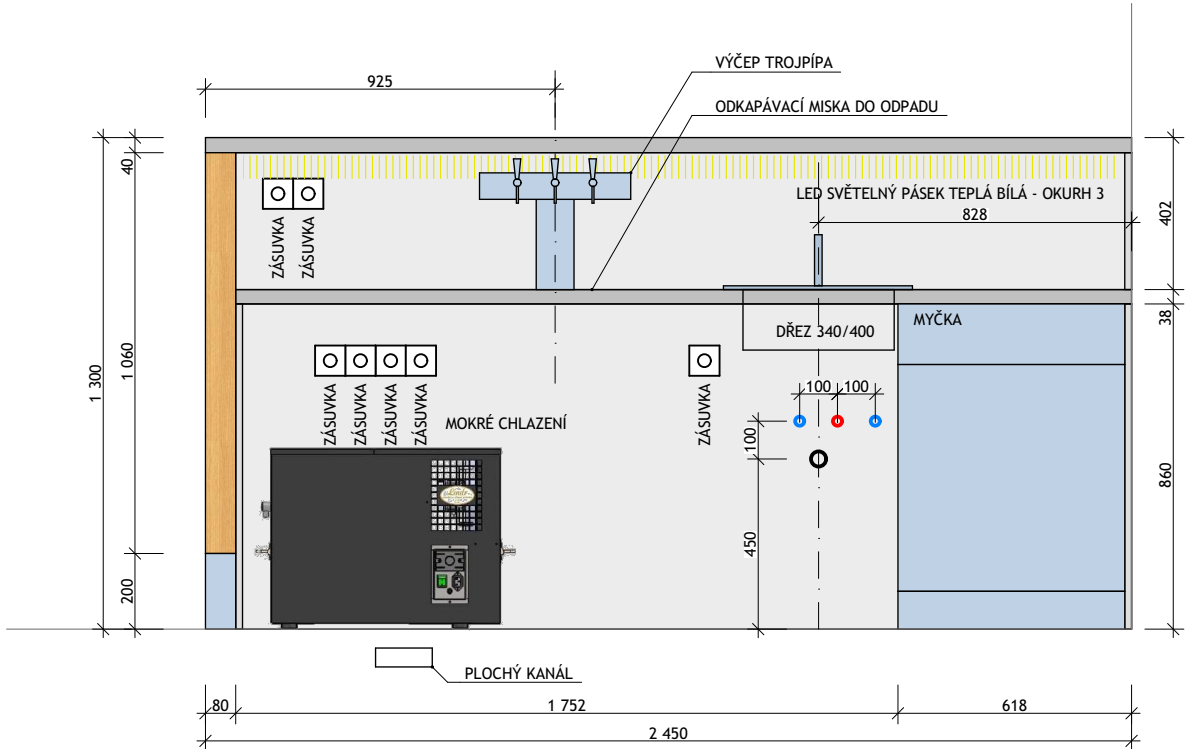 VÝČEP TROJPÍPA
925
ODKAPÁVACÍ MISKA DO ODPADU
40
LED SVĚTELNÝ PÁSEK TEPLÁ BÍLÁ - OKURH 3
828
402
ZÁSUVKA
ZÁSUVKA
38
MYČKA
DŘEZ 340/400
1 300
1 060
100
100
ZÁSUVKA
ZÁSUVKA
ZÁSUVKA
ZÁSUVKA
MOKRÉ CHLAZENÍ
ZÁSUVKA
100
860
450
200
PLOCHÝ KANÁL
80
1 752
618
2 450